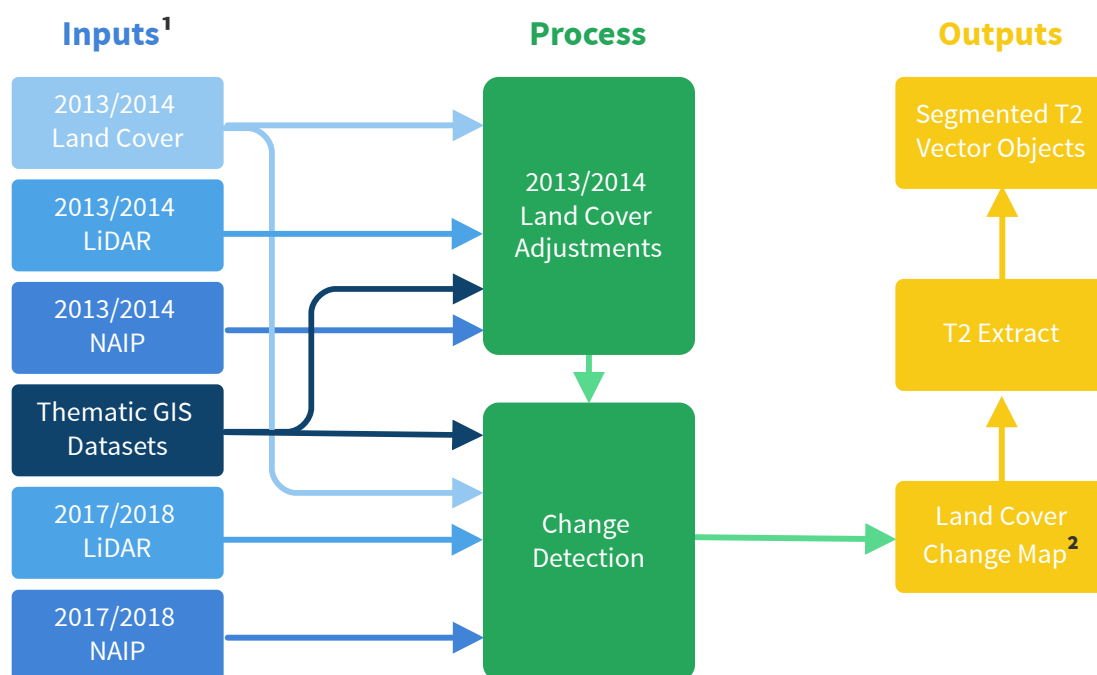 Inputs¹
2013/2014
Land Cover
2013/2014
LiDAR
2013/2014
NAIP
Thematic GIS
Datasets
2017/2018
LiDAR
2017/2018
NAIP
Process
2013/2014
Land Cover
Adjustments
Change
Detection
Outputs
Segmented T2
Vector Objects
T2 Extract
Land Cover
Change Map²